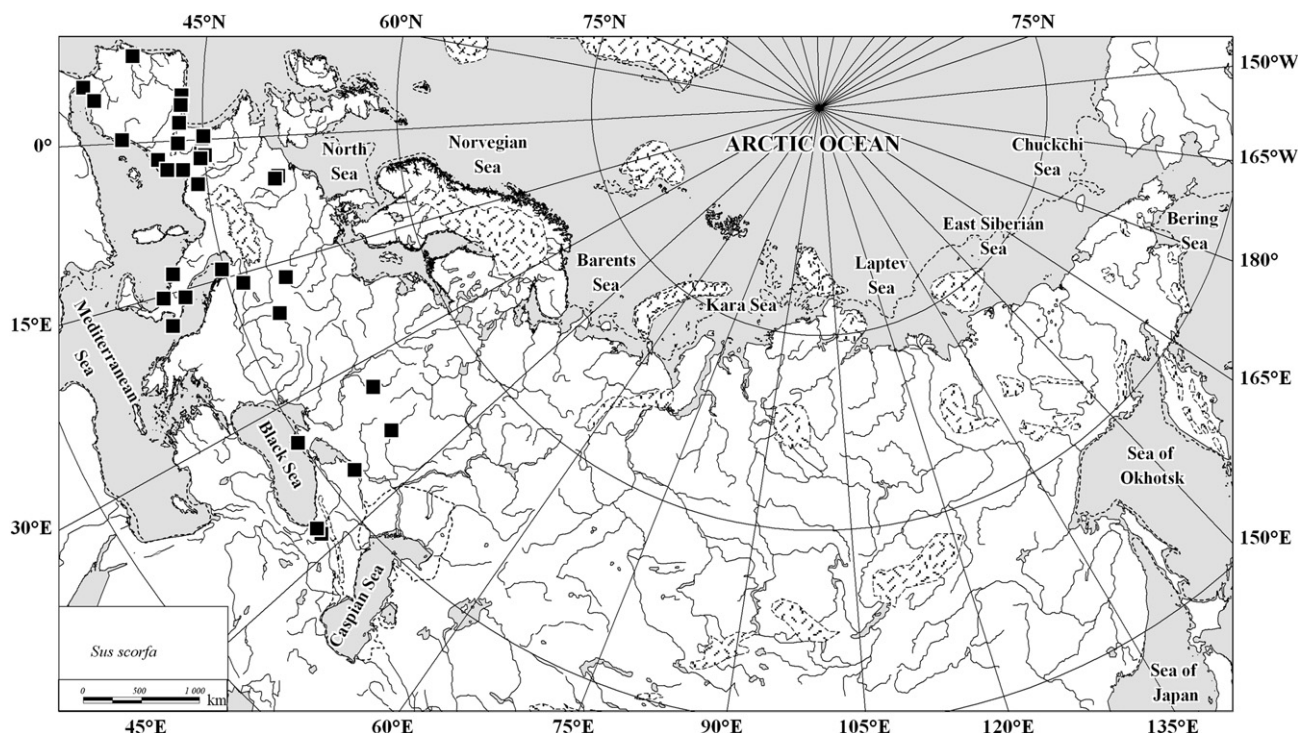 45°N
60°N
75°N
75°N
150°W
0°
North
Sea
Norvegian
Sea
ARCTIC OCEAN
Chuckchi
Sea
165°W
East Siberian
Sea
Bering
Sea
Barents
Sea
Kara Sea
Laptev
Sea
180°
15°E
Mediterranean
Sea
165°E
Black Sea
Sea of
Okhotsk
30°E
150°E
Caspian Sea
Sus scorfa
0 500 1 000
km
Sea of
Japan
45°E
60°E
75°E
90°E
105°E
120°E
135°E